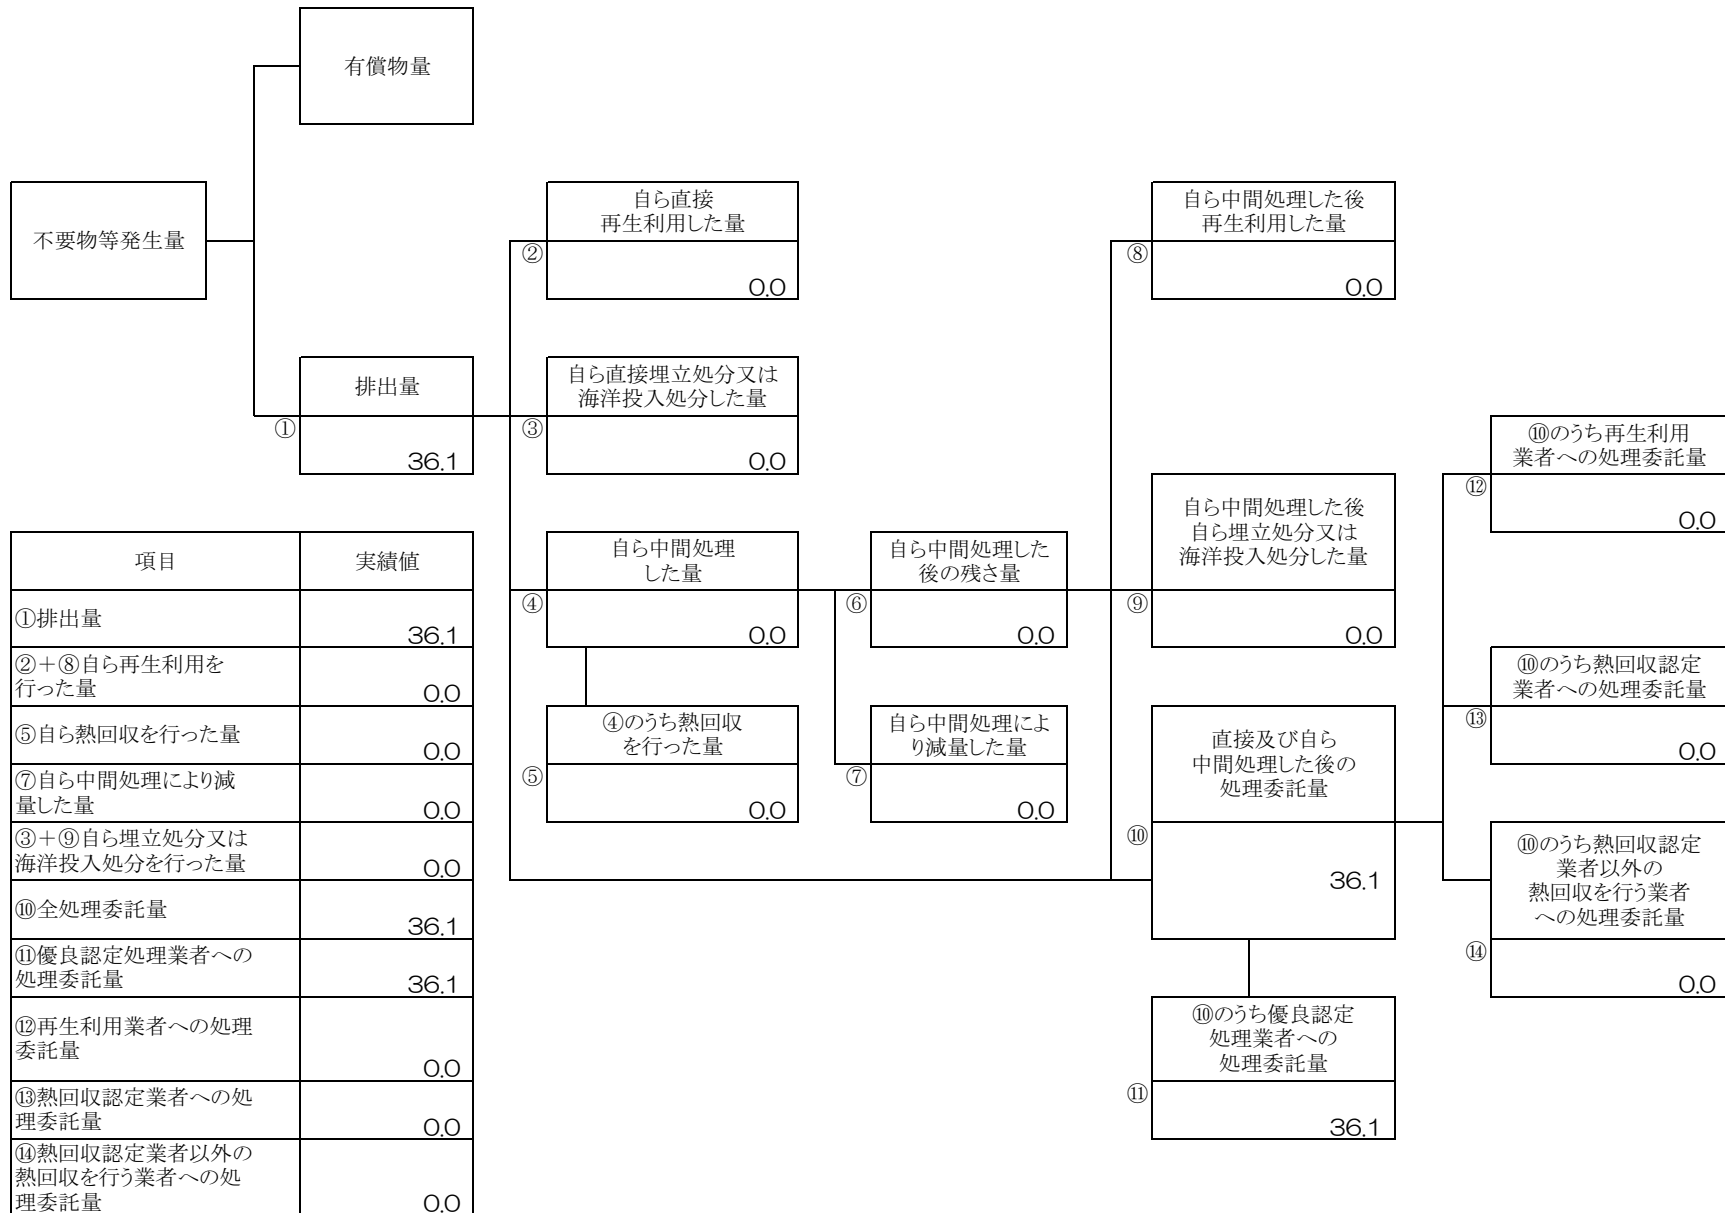 有償物量
不要物等発生量
自ら直接
再生利用した量
②
0.0
自ら中間処理した後
再生利用した量
⑧
0.0
排出量
①
36.1
自ら直接埋立処分又は
海洋投入処分した量
③
0.0
⑩のうち再生利用
業者への処理委託量
⑫
0.0
自ら中間処理
した量
④
0.0
自ら中間処理した
後の残さ量
⑥
0.0
自ら中間処理した後
自ら埋立処分又は
海洋投入処分した量
⑨
0.0
⑩のうち熱回収認定
業者への処理委託量
⑬
0.0
④のうち熱回収
を行った量
⑤
0.0
自ら中間処理によ
り減量した量
⑦
0.0
直接及び自ら
中間処理した後の
処理委託量
⑩
36.1
⑩のうち熱回収認定
業者以外の
熱回収を行う業者
への処理委託量
⑭
0.0
⑩のうち優良認定
処理業者への
処理委託量
⑪
36.1
項目 実績値
①排出量
36.1
②＋⑧自ら再生利用を
行った量
0.0
⑤自ら熱回収を行った量
0.0
⑦自ら中間処理により減
量した量
0.0
③＋⑨自ら埋立処分又は
海洋投入処分を行った量
0.0
⑩全処理委託量
36.1
⑪優良認定処理業者への
処理委託量
36.1
⑫再生利用業者への処理
委託量
0.0
⑬熱回収認定業者への処
理委託量
0.0
⑭熱回収認定業者以外の
熱回収を行う業者への処
理委託量
0.0